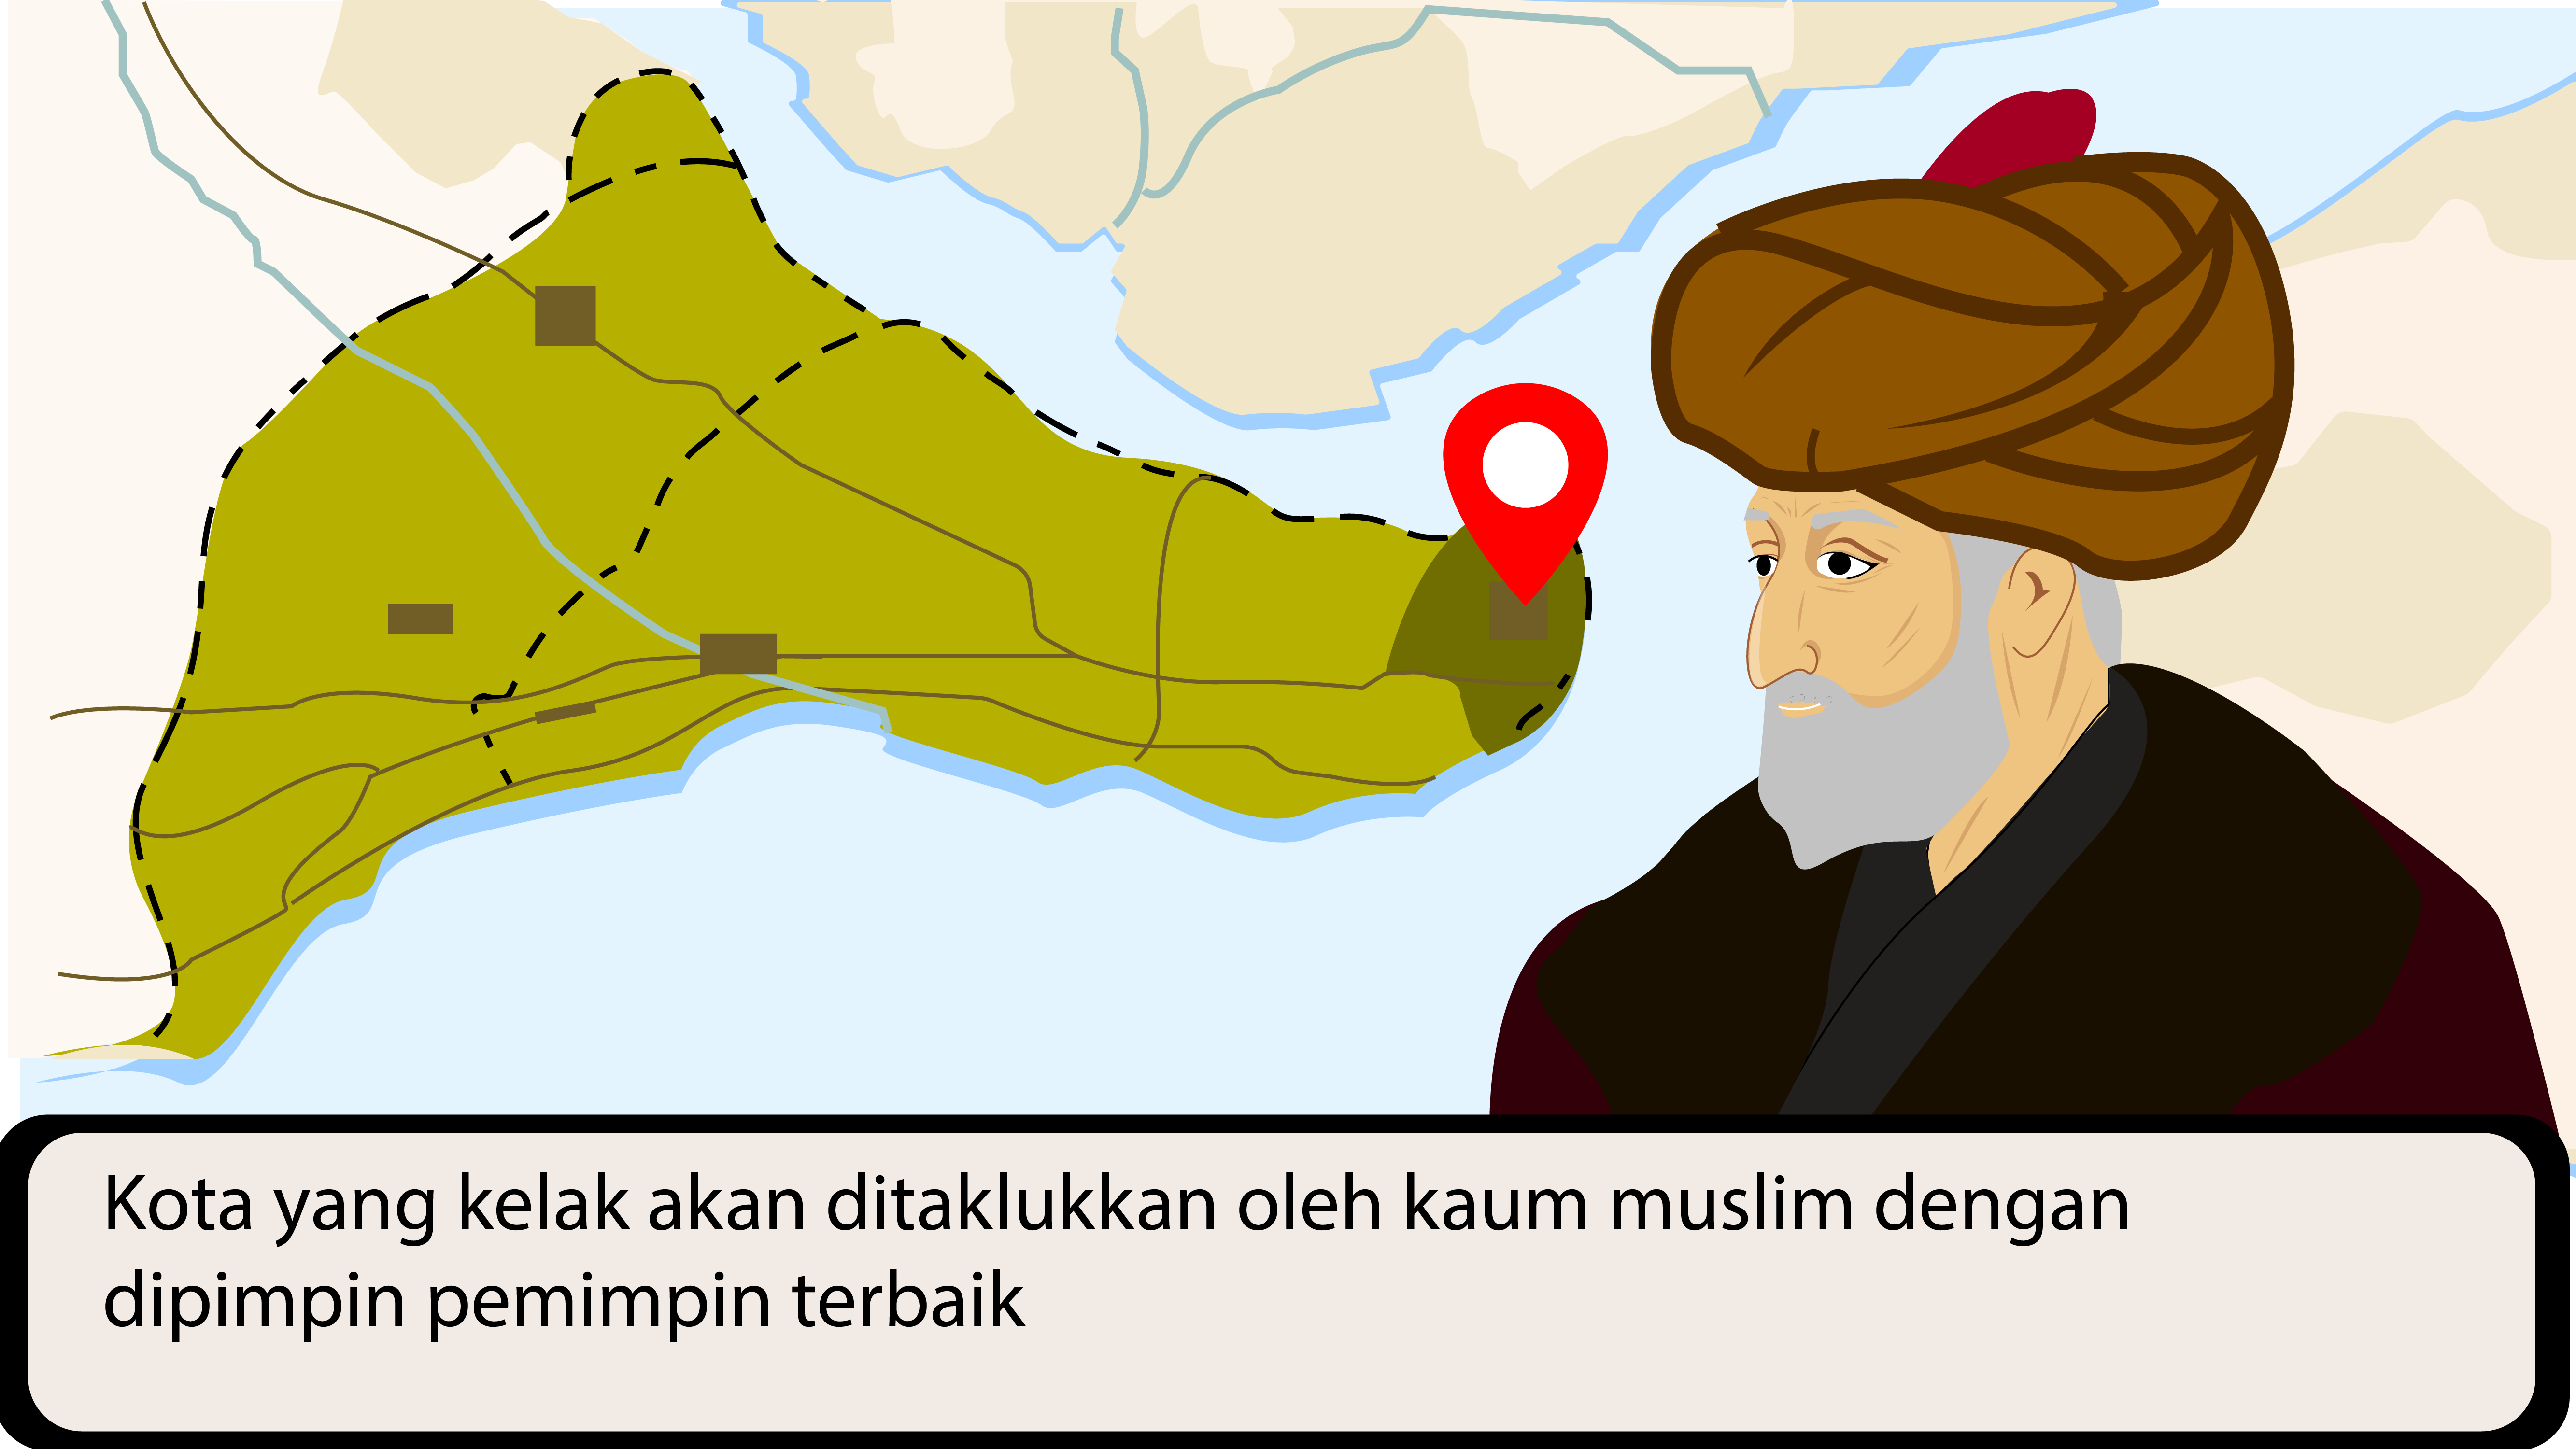 Kota yang kelak akan ditaklukkan oleh kaum muslim dengan
dipimpin pemimpin terbaik